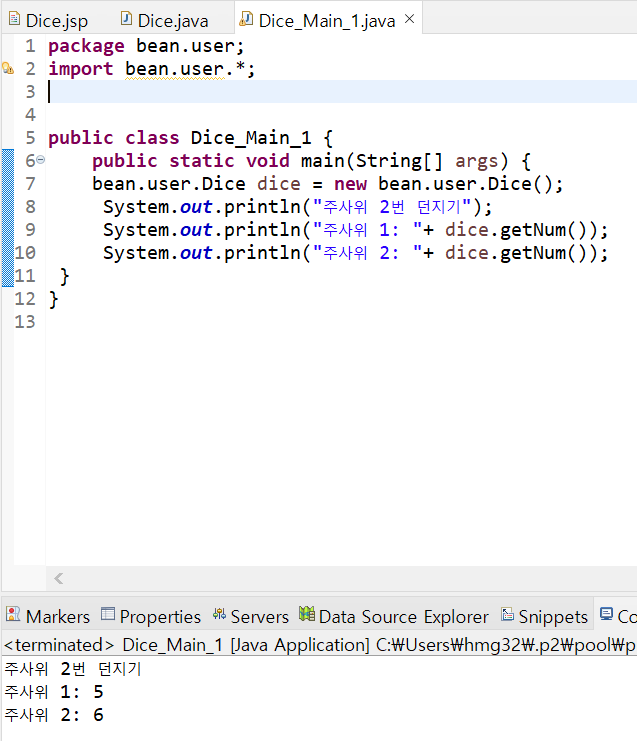 Dice.jsp Dice.java Dice_Main_1.java
1 package bean.user;
2 import bean.user.*;
3
4
5 public class Dice_Main_1 {
6 public static void main(String[] args) {
7 bean.user.Dice dice = new bean.user.Dice();
8 System.out.println("주사위 2번 던지기");
9 System.out.println("주사위 1: "+ dice.getNum());
10 System.out.println("주사위 2: "+ dice.getNum());
11 }
12 }
13
Markers Properties Servers Data Source Explorer Snippets Co
<terminated> Dice_Main_1 [Java Application] C:₩Users₩hmg32₩.p2₩pool₩p
주사위 2번 던지기
주사위 1: 5
주사위 2: 6